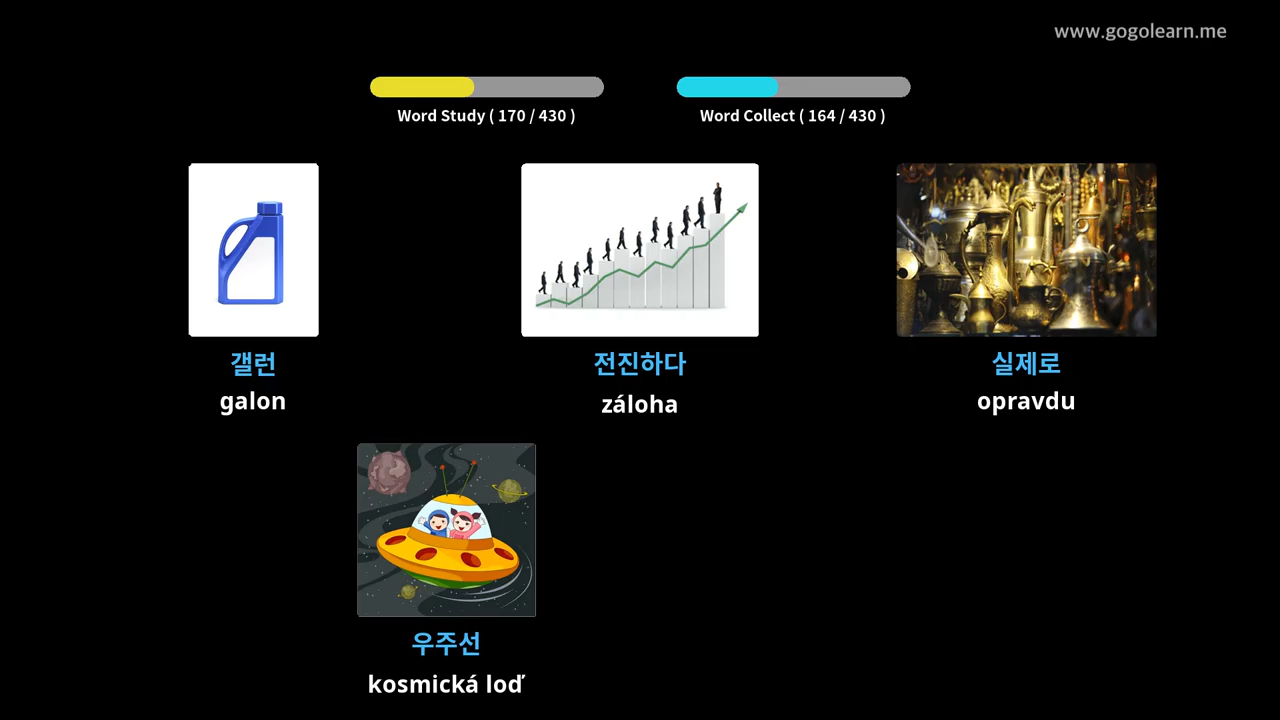 www.gogolearn.me
Word Study ( 170 / 430 )
Word Collect ( 164 / 430 )
갤런
galon
전진하다
záloha
실제로
opravdu
우주선
kosmická loď